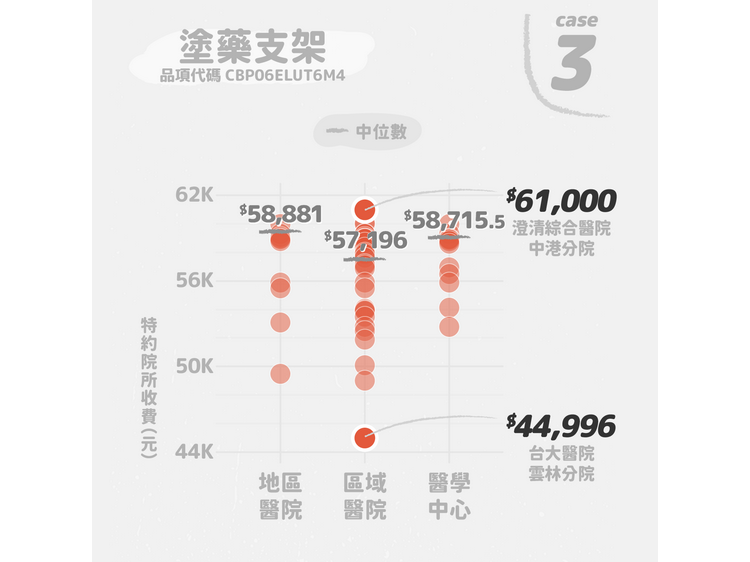 case
3
塗藥支架
品項代碼 CBP06ELUT6M4
中位數
62K
56K
50K
44K
特約院所收費(元)
$58,881
$57,196
$58,715.5
$61,000
澄清綜合醫院
中港分院
$44,996
台大醫院
雲林分院
地區
醫院
區域
醫院
醫學
中心